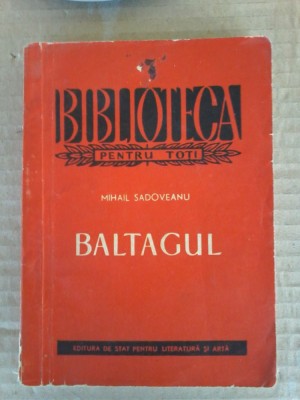 BIBLIOTECA
PENTRU TOȚI
MIHAIL SADOVEANU
BALTAGUL
EDITURA DE STAT PENTRU LITERATURĂ ȘI ARTĂ